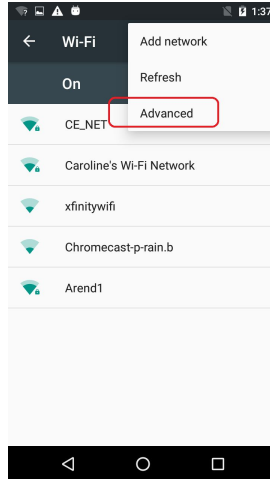 1:37
Wi-Fi
Add network
Refresh
On
Advanced
CE_NET
Caroline's Wi-Fi Network
xfinitywifi
Chromecast-p-rain.b
Arend1